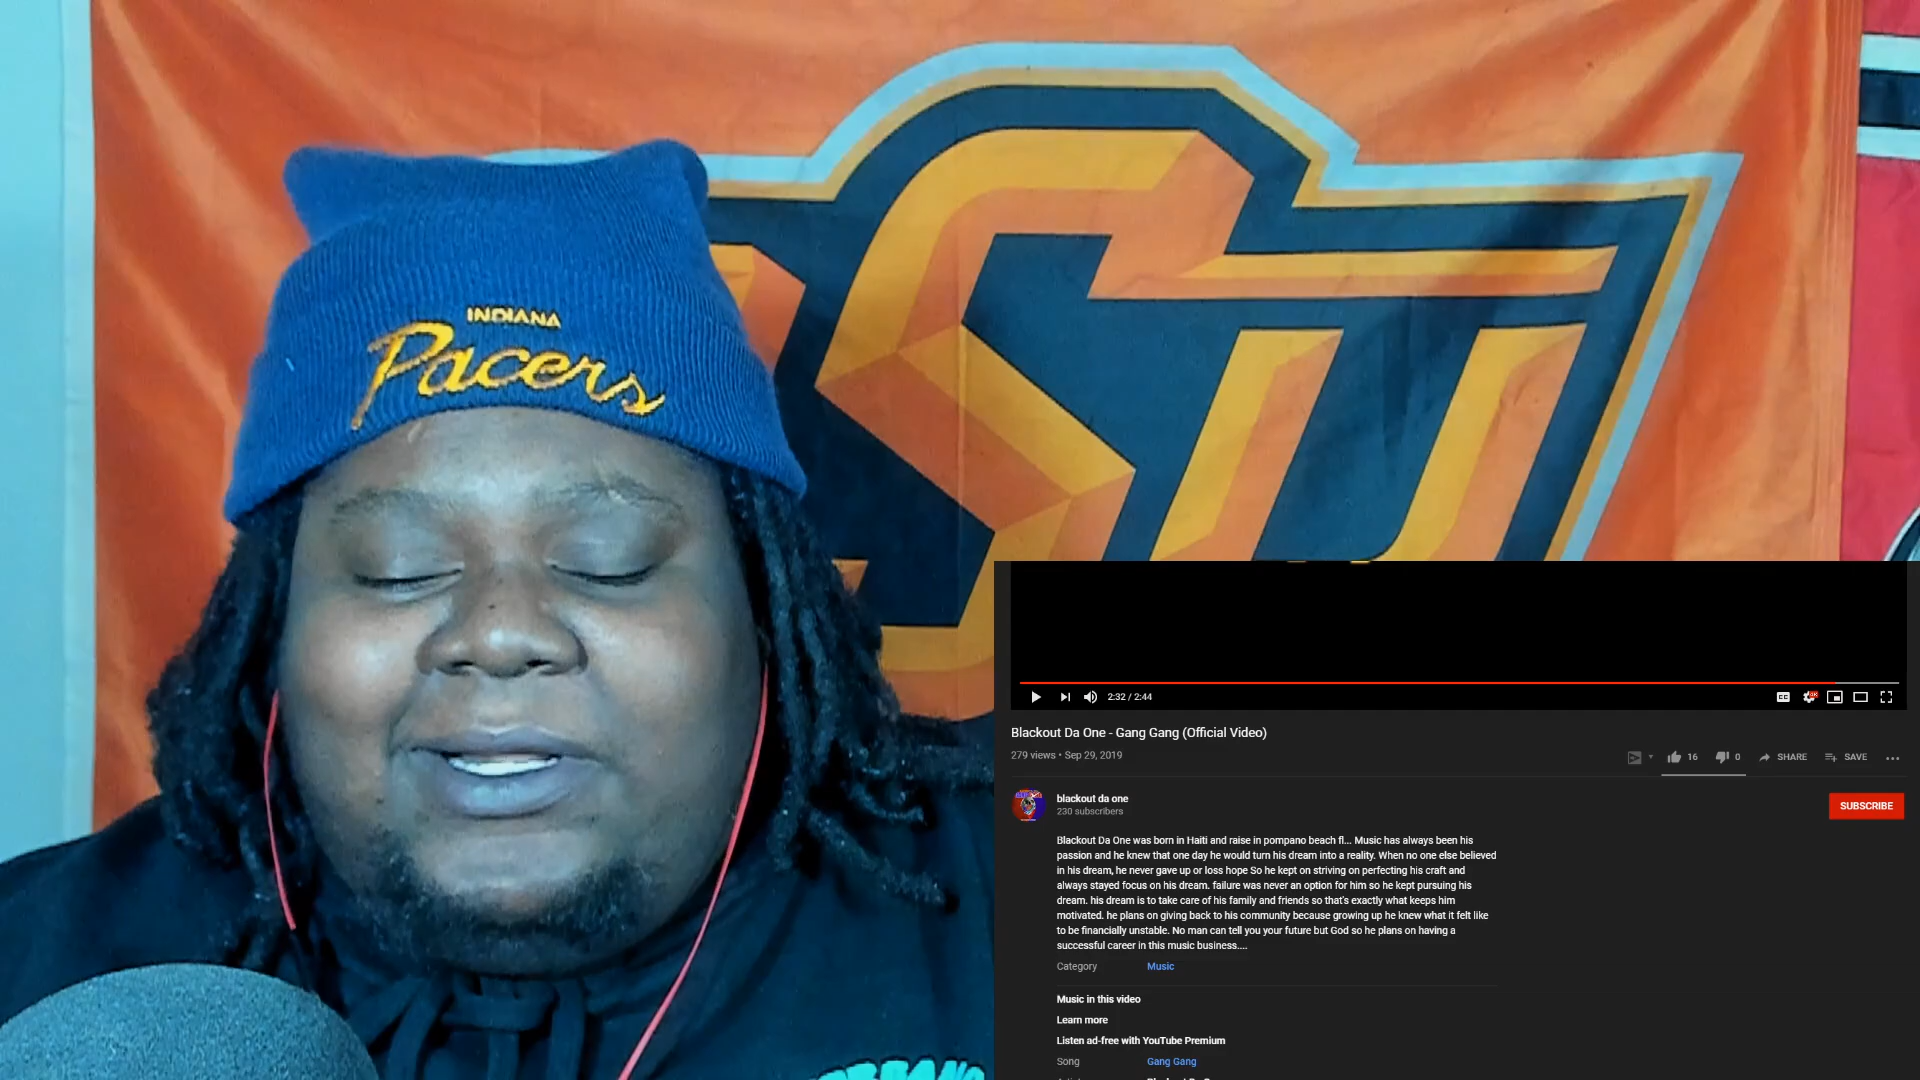 INDIANA
Pacers
OSU
2:32 / 2:44
Blackout Da One - Gang Gang (Official Video)
279 views • Sep 29, 2019
16
0
SHARE
SAVE
blackout da one
230 subscribers
SUBSCRIBE
Blackout Da One was born in Haiti and raise in pompano beach fl... Music has always been his
passion and he knew that one day he would turn his dream into a reality. When no one else believed
in his dream, he never gave up or loss hope So he kept on striving on perfecting his craft and
always stayed focus on his dream. failure was never an option for him so he kept pursuing his
dream. his dream is to take care of his family and friends so that's exactly what keeps him
motivated. he plans on giving back to his community because growing up he knew what it felt like
to be financially unstable. No man can tell you your future but God so he plans on having a
successful career in this music business....
Category
Music
Music in this video
Learn more
Listen ad-free with YouTube Premium
Song
Gang Gang